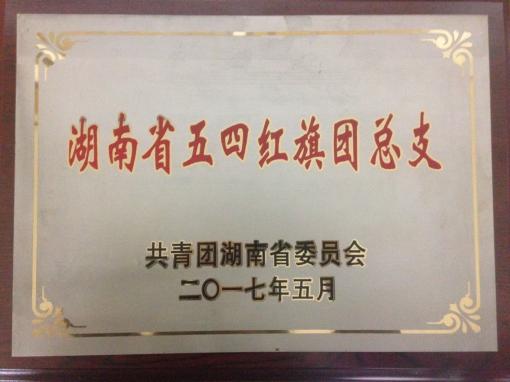 湖南省五四红旗团总支
共青团湖南省委员会
二〇一七年五月